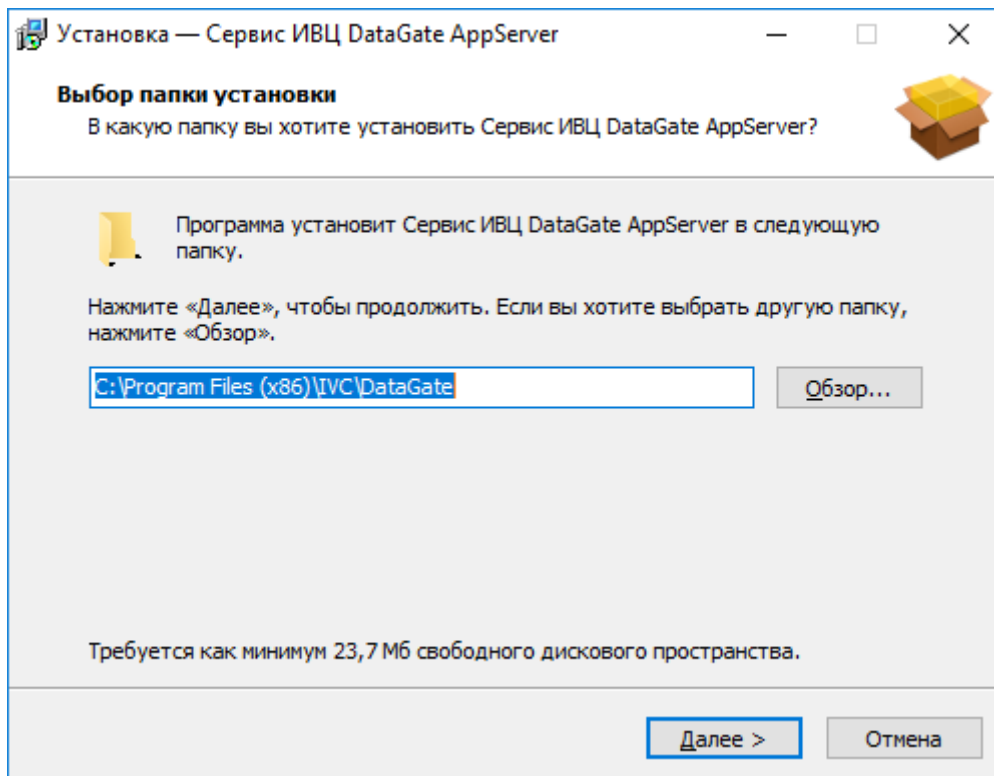 Установка — Сервис ИВЦ DataGate AppServer
Выбор папки установки
В какую папку вы хотите установить Сервис ИВЦ DataGate AppServer?
Программа установит Сервис ИВЦ DataGate AppServer в следующую
папку.
Нажмите «Далее», чтобы продолжить. Если вы хотите выбрать другую папку,
нажмите «Обзор».
C:\Program Files (x86)\IVC\DataGate
Обзор...
Требуется как минимум 23,7 Мб свободного дискового пространства.
Далее >
Отмена